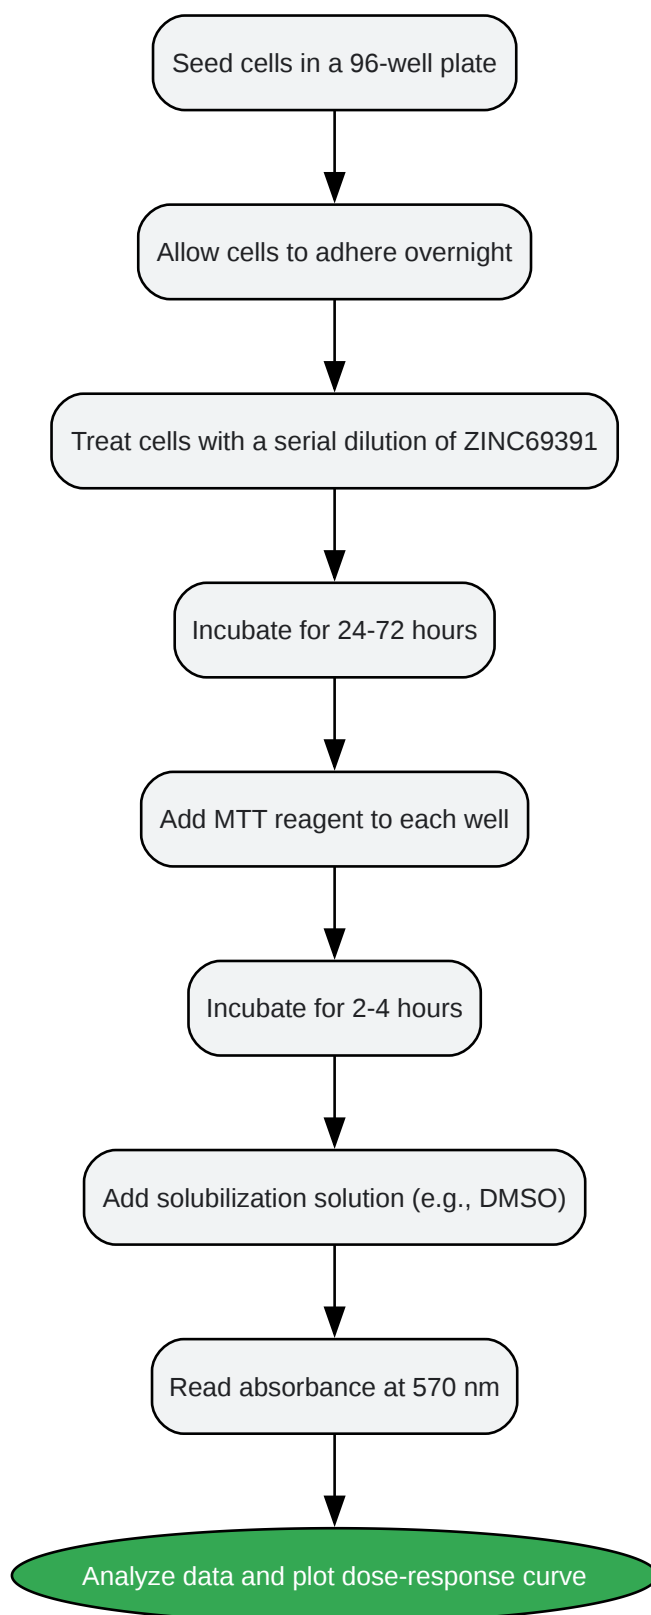 Seed cells in a 96-well plate
Allow cells to adhere overnight
Treat cells with a serial dilution of ZINC69391
Incubate for 24-72 hours
Add MTT reagent to each well
Incubate for 2-4 hours
Add solubilization solution (e.g., DMSO)
Read absorbance at 570 nm
Analyze data and plot dose-response curve